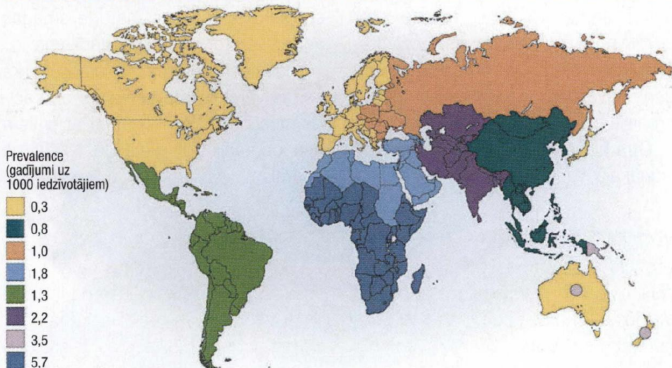 Prevalence
(gadījumi uz
1000 iedzīvotājiem)
0,3
0,8
1,0
1,8
1,3
2,2
3,5
5,7